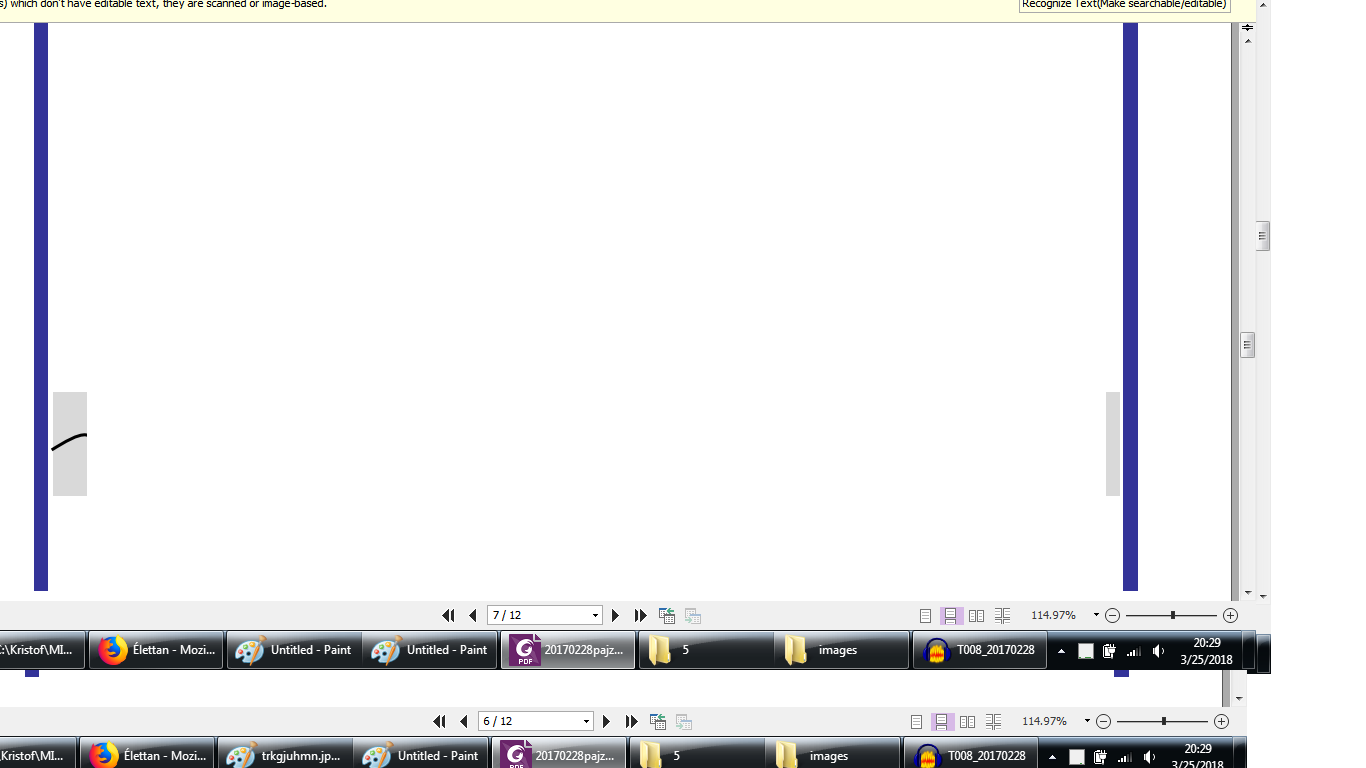 s) which don't have editable text, they are scanned or image-based.
Recognize Text(Make searchable/editable)
7 / 12
114.97%
C:\Kristof\MI...
Élettan - Mozi...
Untitled - Paint
Untitled - Paint
20170228pajz...
5
images
T008_20170228
20:29
3/25/2018
6 / 12
114.97%
Kristof\MI...
Élettan - Mozi...
trkgjuhmn.jp...
Untitled - Paint
20170228pajz...
5
images
T008_20170228
20:29
3/25/2018
PDF
PDF